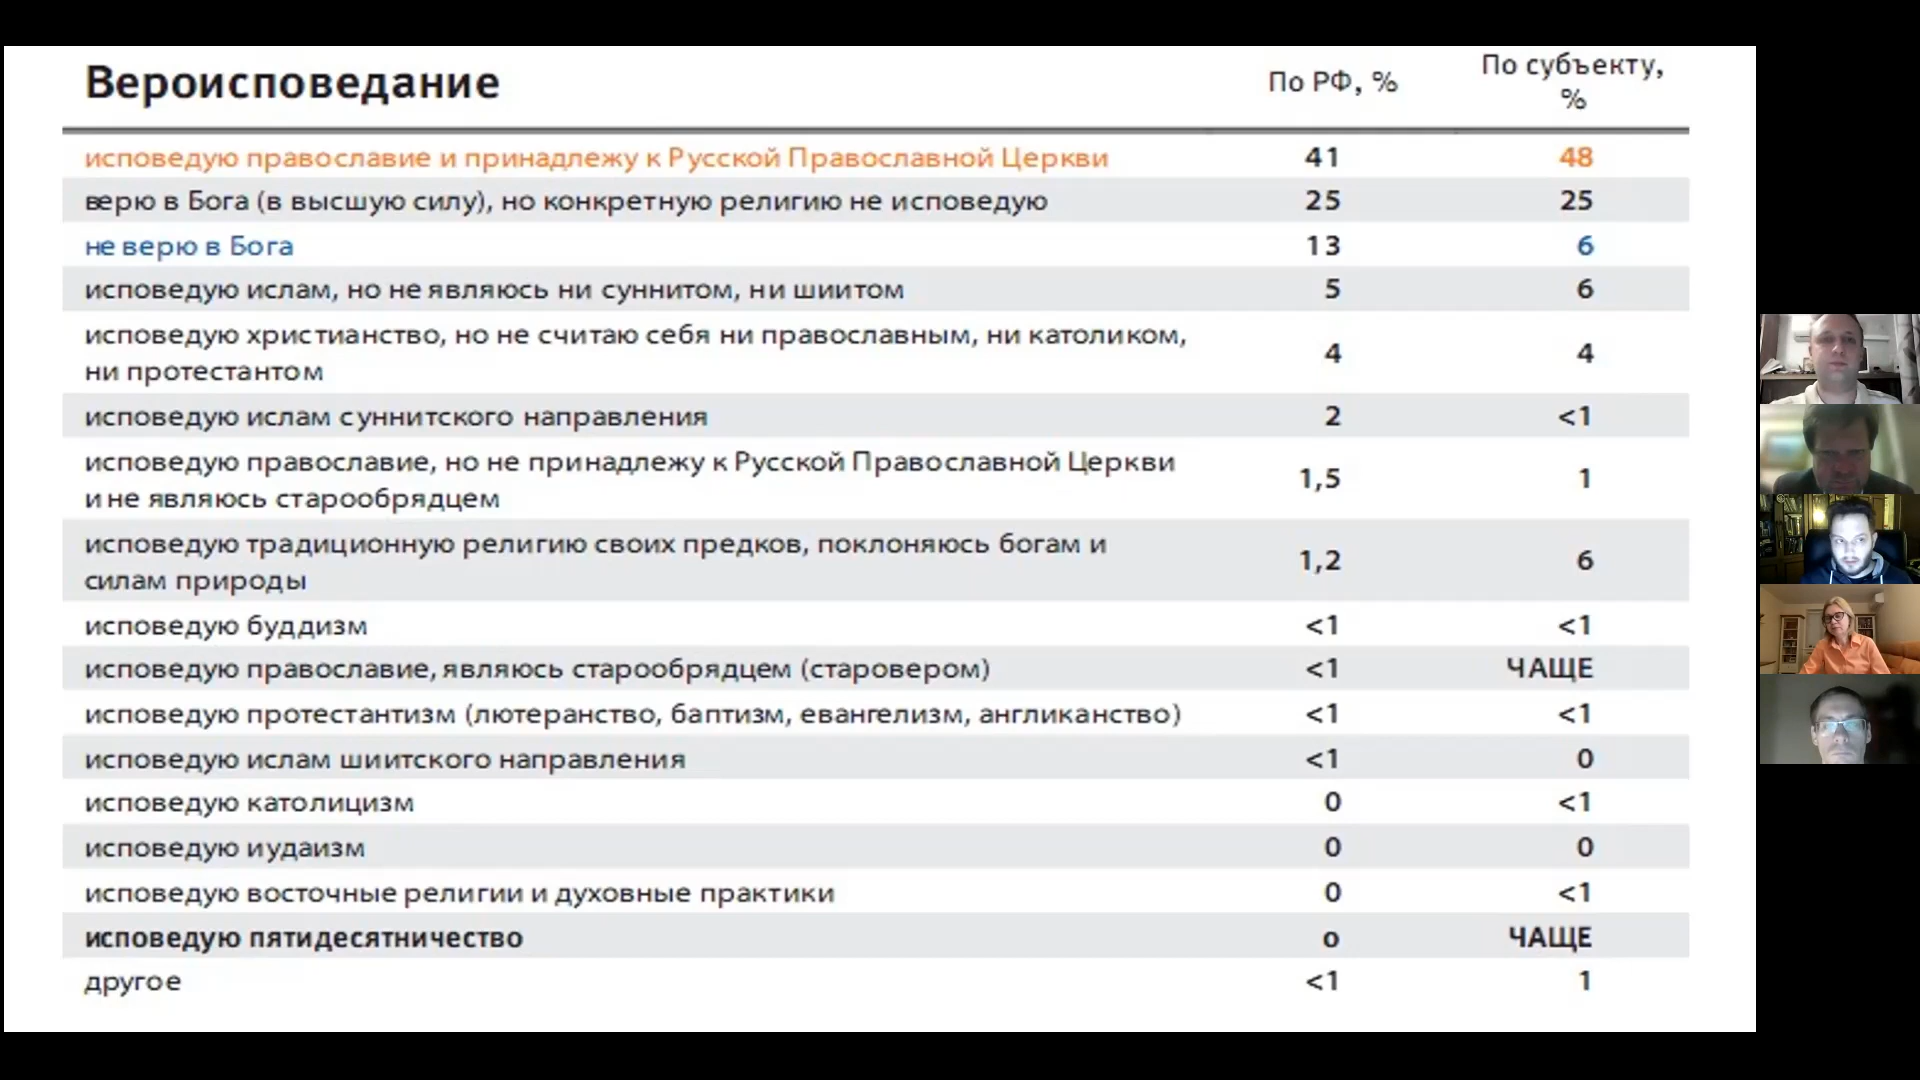 Вероисповедание По РФ, % По субъекту, %
исповедую православие и принадлежу к Русской Православной Церкви 41 48
верю в Бога (в высшую силу), но конкретную религию не исповедую 25 25
не верю в Бога 13 6
исповедую ислам, но не являюсь ни суннитом, ни шиитом 5 6
исповедую христианство, но не считаю себя ни православным, ни католиком,
ни протестантом 4 4
исповедую ислам суннитского направления 2 <1
исповедую православие, но не принадлежу к Русской Православной Церкви
и не являюсь старообрядцем 1,5 1
исповедую традиционную религию своих предков, поклоняюсь богам и
силам природы 1,2 6
исповедую буддизм <1 <1
исповедую православие, являюсь старообрядцем (старовером) <1 ЧАЩЕ
исповедую протестантизм (лютеранство, баптизм, евангелизм, англиканство) <1 <1
исповедую ислам шиитского направления <1 0
исповедую католицизм 0 <1
исповедую иудаизм 0 0
исповедую восточные религии и духовные практики 0 <1
исповедую пятидесятничество о ЧАЩЕ
другое <1 1